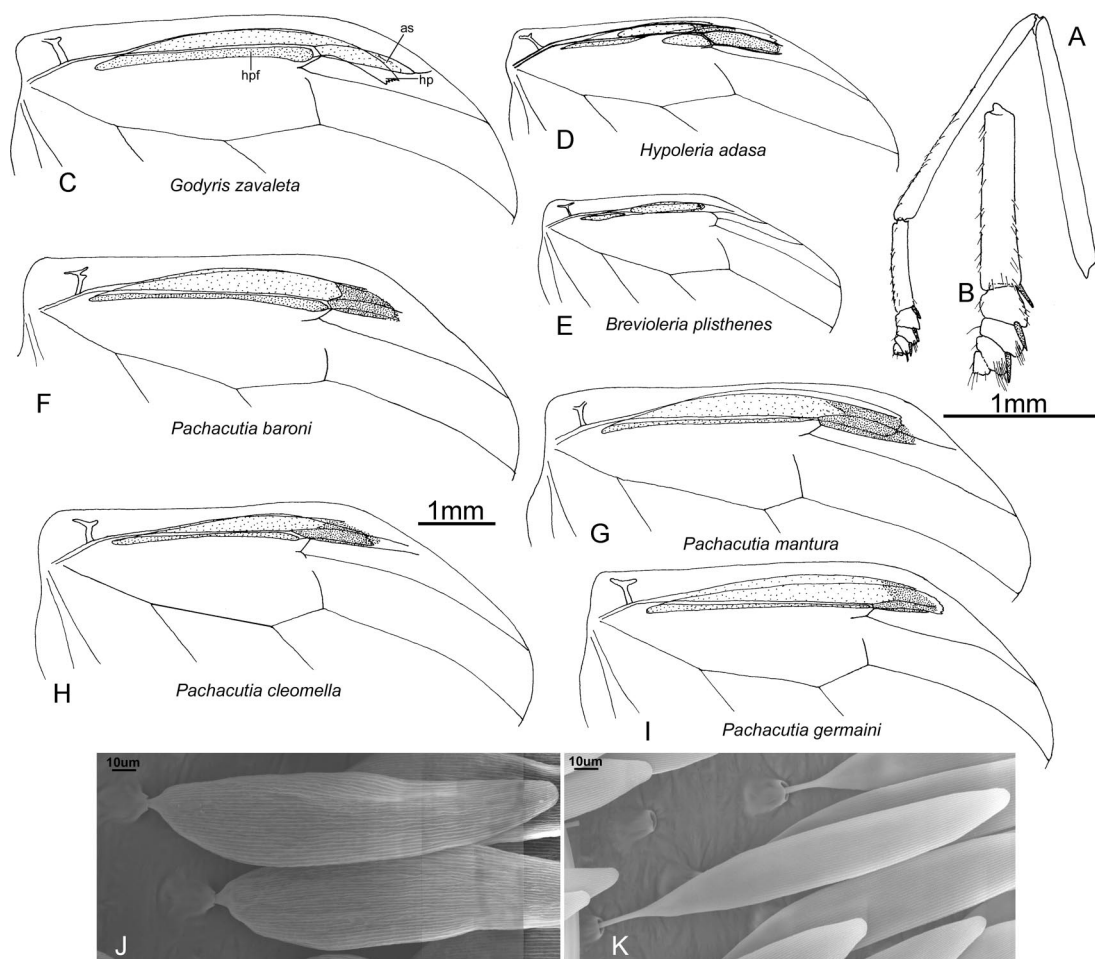 as
A
hpf
hp
D
Hypoleria adasa
C
Godyris zavaleta
B
E
Brevioleria plisthenes
F
Pachacutia baroni
1mm
1mm
G
Pachacutia mantura
H
Pachacutia cleomella
I
Pachacutia germaini
10um
10um
J
K